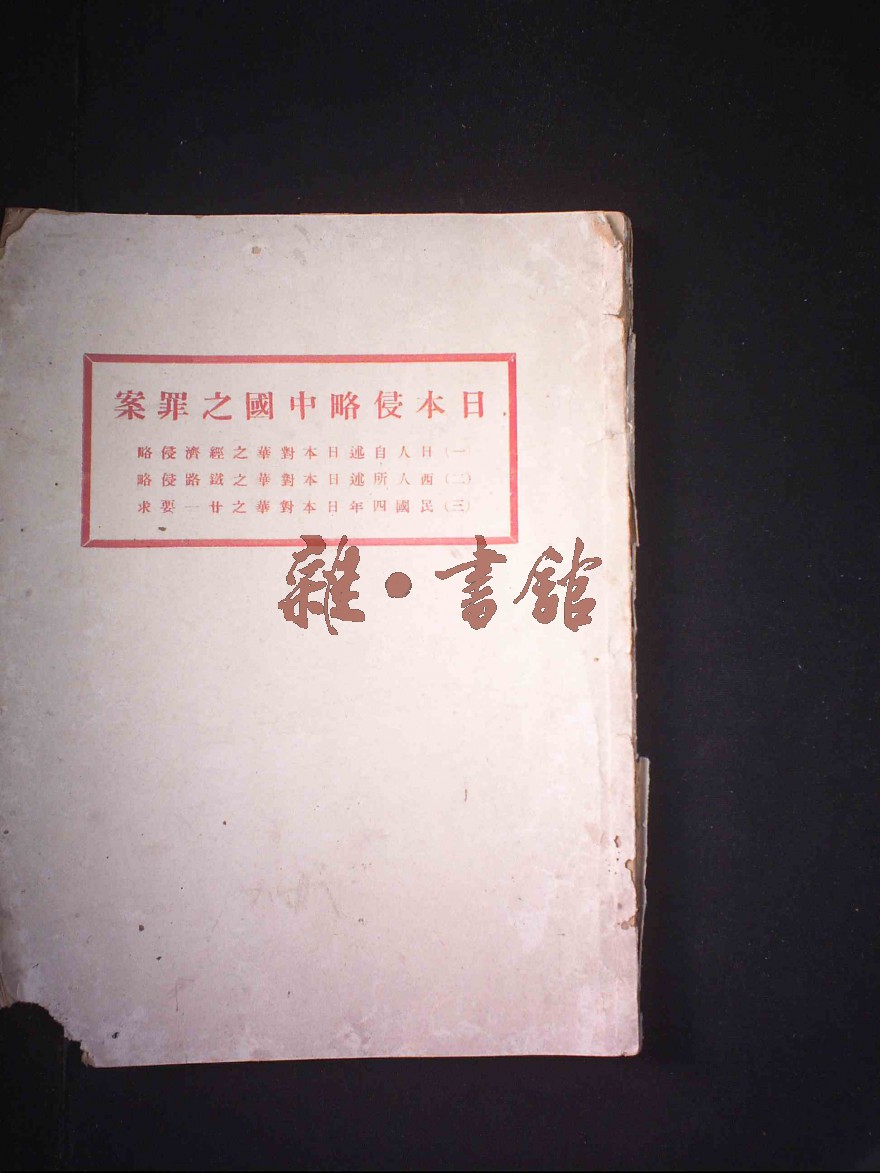 日本侵略中國之罪案
(一)日人自述日本對華之經濟侵略
(二)西人所述日本對華之鐵路侵略
(三)民國四年日本對華之廿一要求
雜·書館